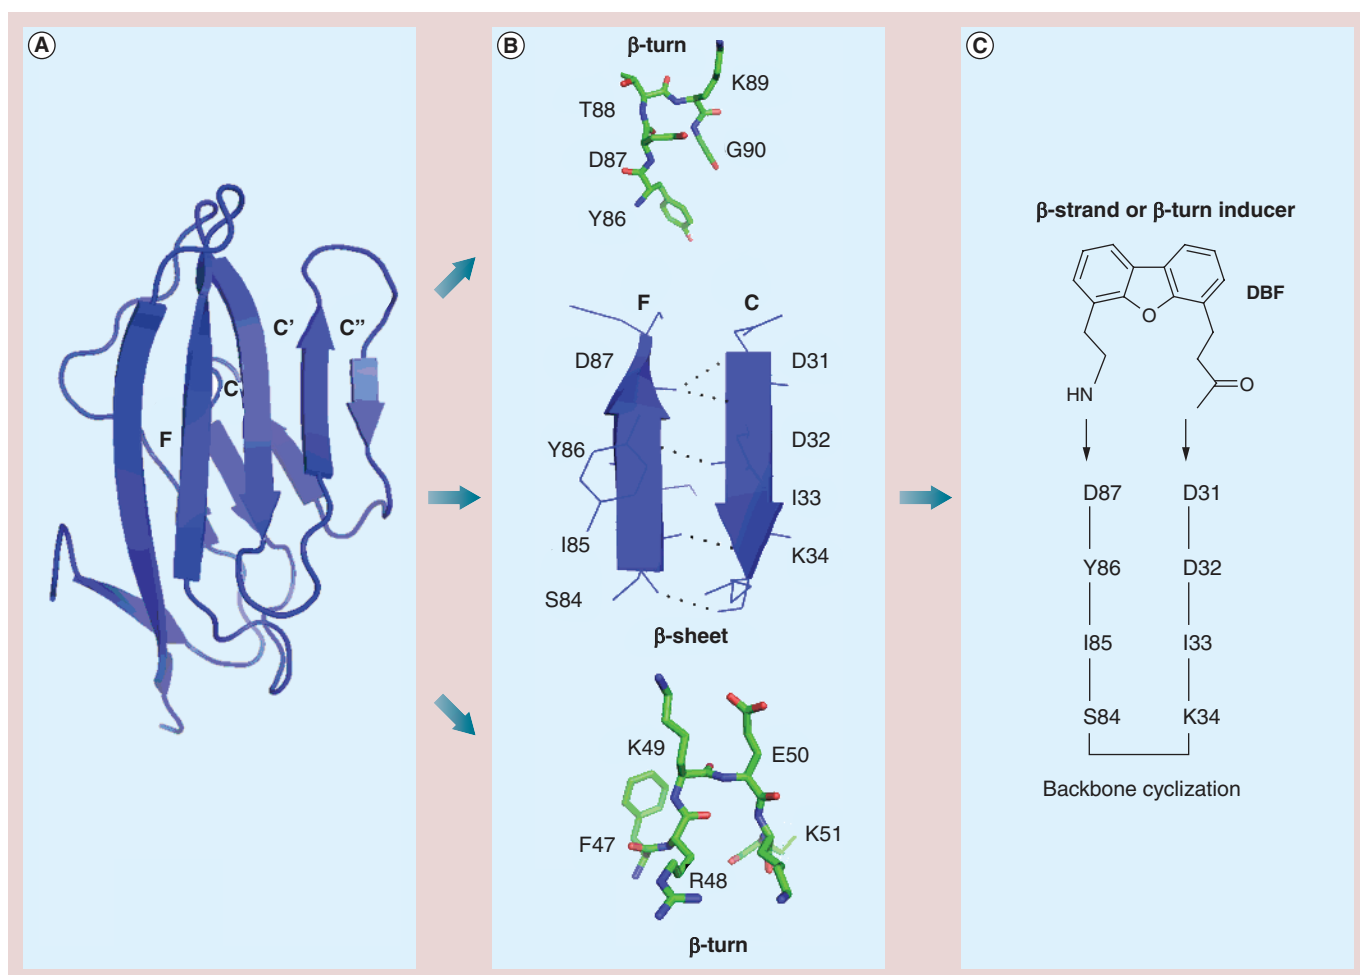 A
F
C
C'
C''
B
β-turn
K89
T88
G90
D87
Y86
F
C
D87
D31
Y86
D32
I33
I85
K34
S84
β-sheet
K49
E50
F47
K51
R48
β-turn
C
β-strand or β-turn inducer
DBF
O
HN
O
D87
D31
Y86
D32
I85
I33
S84
K34
Backbone cyclization